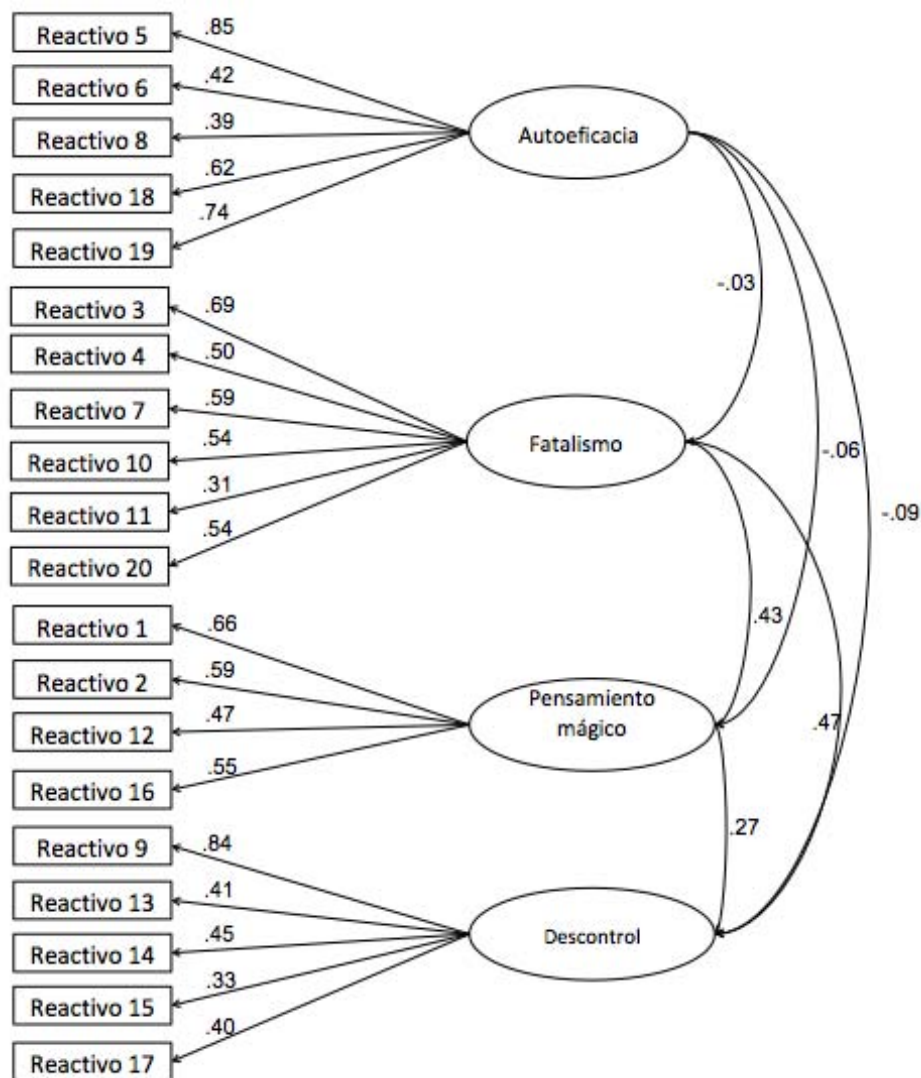 Reactivo 5
.85
Reactivo 6
.42
Reactivo 8
.39
Reactivo 18
.62
Reactivo 19
.74
Autoeficacia
Reactivo 3
.69
Reactivo 4
.50
Reactivo 7
.59
Reactivo 10
.54
Reactivo 11
.31
Reactivo 20
.54
Fatalismo
Reactivo 1
.66
Reactivo 2
.59
Reactivo 12
.47
Reactivo 16
.55
Pensamiento
mágico
Reactivo 9
.84
Reactivo 13
.41
Reactivo 14
.45
Reactivo 15
.33
Reactivo 17
.40
Descontrol
-.03
-.06
-.09
.43
.47
.27